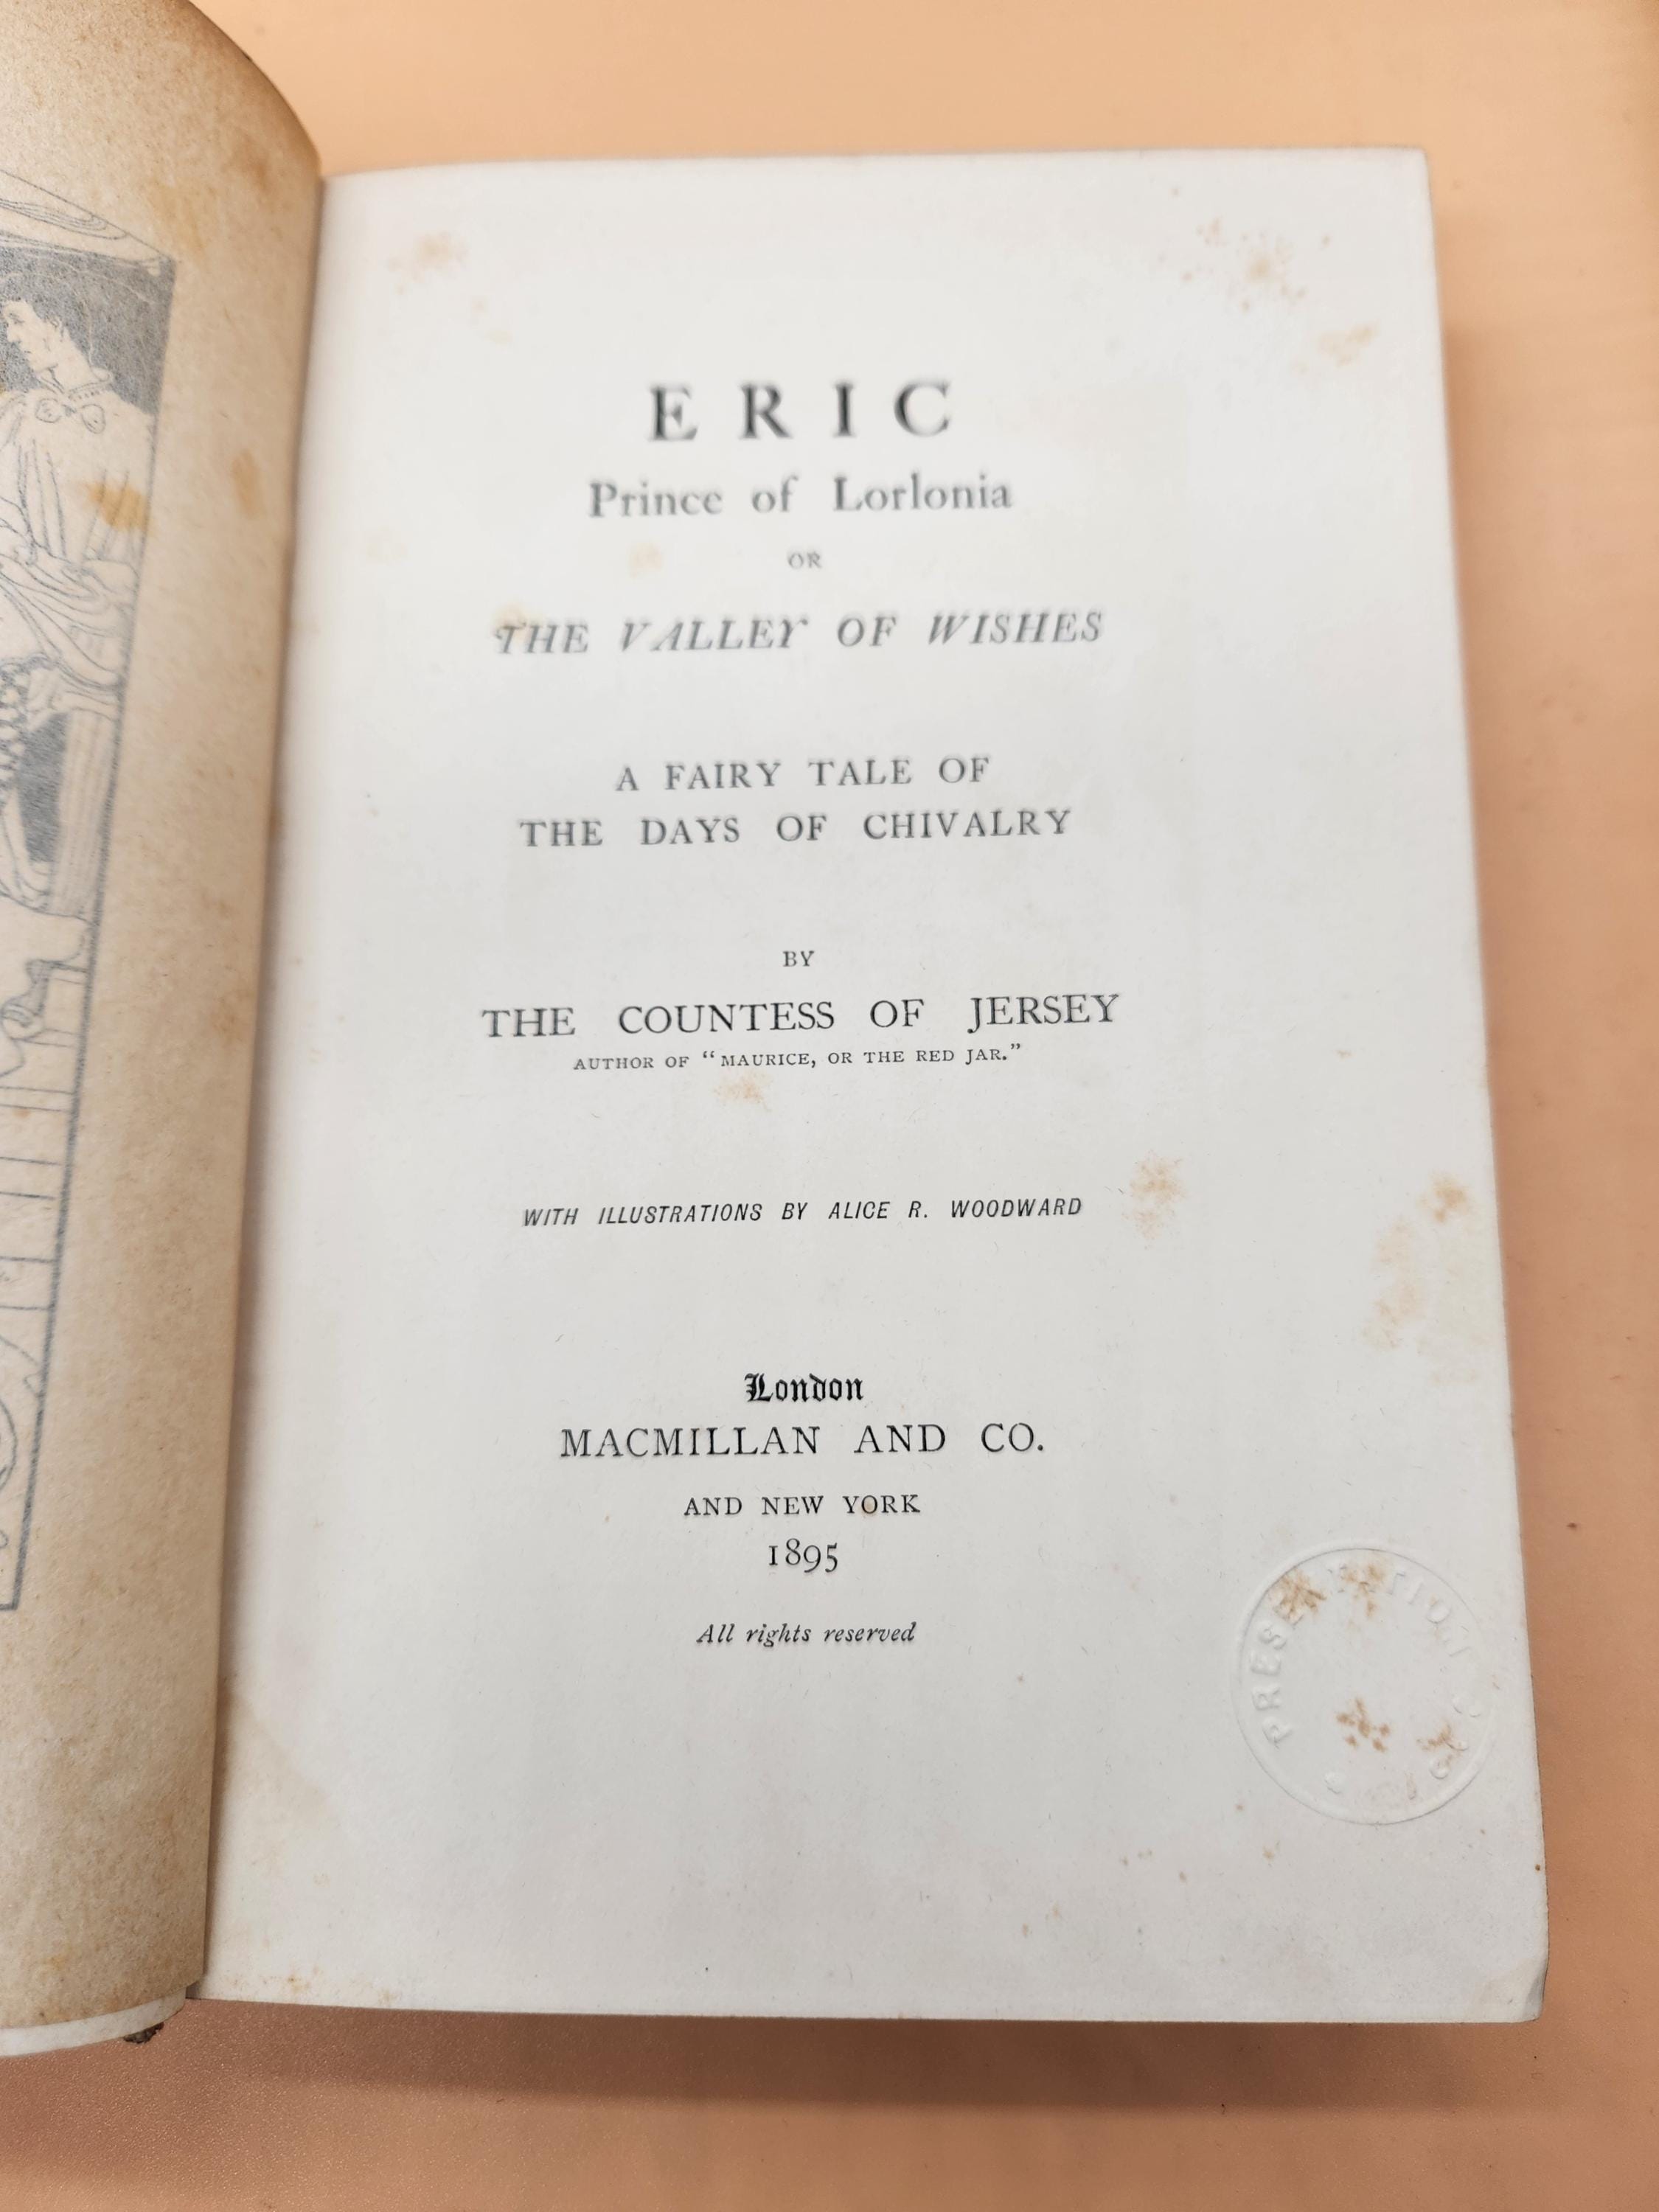 ERIC
Prince of Lorlonia
OR
THE VALLEY OF WISHES
A FAIRY TALE OF
THE DAYS OF CHIVALRY
BY
THE COUNTESS OF JERSEY
AUTHOR OF “MAURICE, OR THE RED JAR.”
WITH ILLUSTRATIONS BY ALICE R. WOODWARD
London
MACMILLAN AND CO.
AND NEW YORK
1895
All rights reserved
PRESENTATION